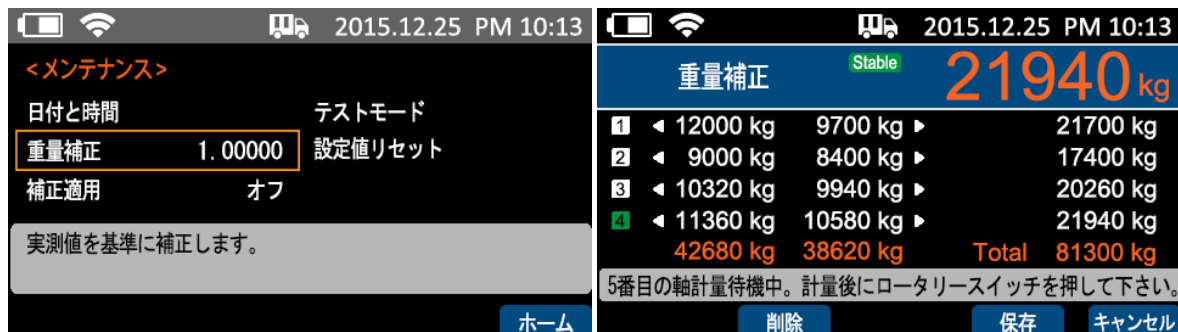 2015.12.25 PM 10:13
<メンテナンス>
日付と時間 テストモード
重量補正 1.00000 設定値リセット
補正適用 オフ
実測値を基準に補正します。
ホーム
2015.12.25 PM 10:13
重量補正 Stable 21940 kg
1 ◀ 12000 kg 9700 kg ▶ 21700 kg
2 ◀ 9000 kg 8400 kg ▶ 17400 kg
3 ◀ 10320 kg 9940 kg ▶ 20260 kg
4 ◀ 11360 kg 10580 kg ▶ 21940 kg
42680 kg 38620 kg Total 81300 kg
5番目の軸計量待機中。計量後にロータリースイッチを押して下さい。
削除 保存 キャンセル